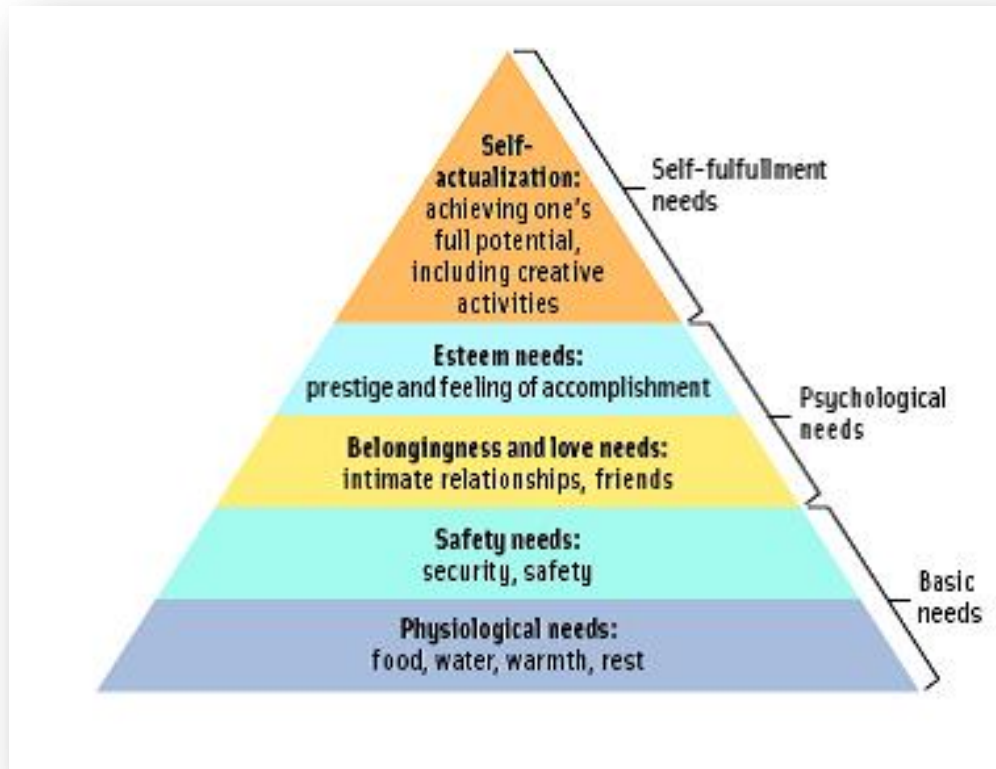 Self-
actualization:
achieving one's
full potential,
including creative
activities
Self-fulfullment
needs
Esteem needs:
prestige and feeling of accomplishment
Psychological
needs
Belongingness and love needs:
intimate relationships, friends
Safety needs:
security, safety
Basic
needs
Physiological needs:
food, water, warmth, rest